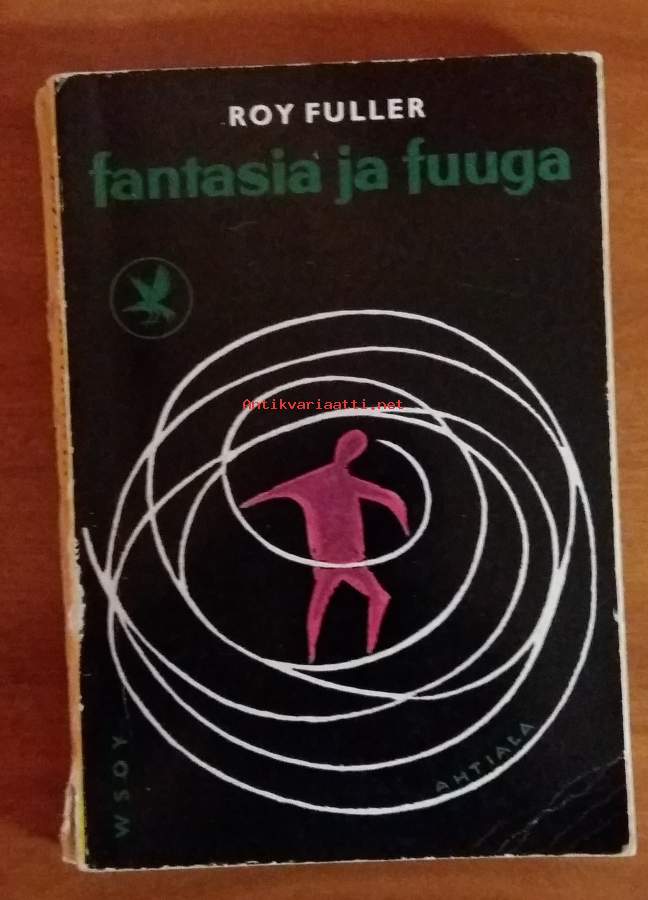 ROY FULLER
fantasia ja fuuga
Antikvariaatti.net
AHTIALA
WSOY